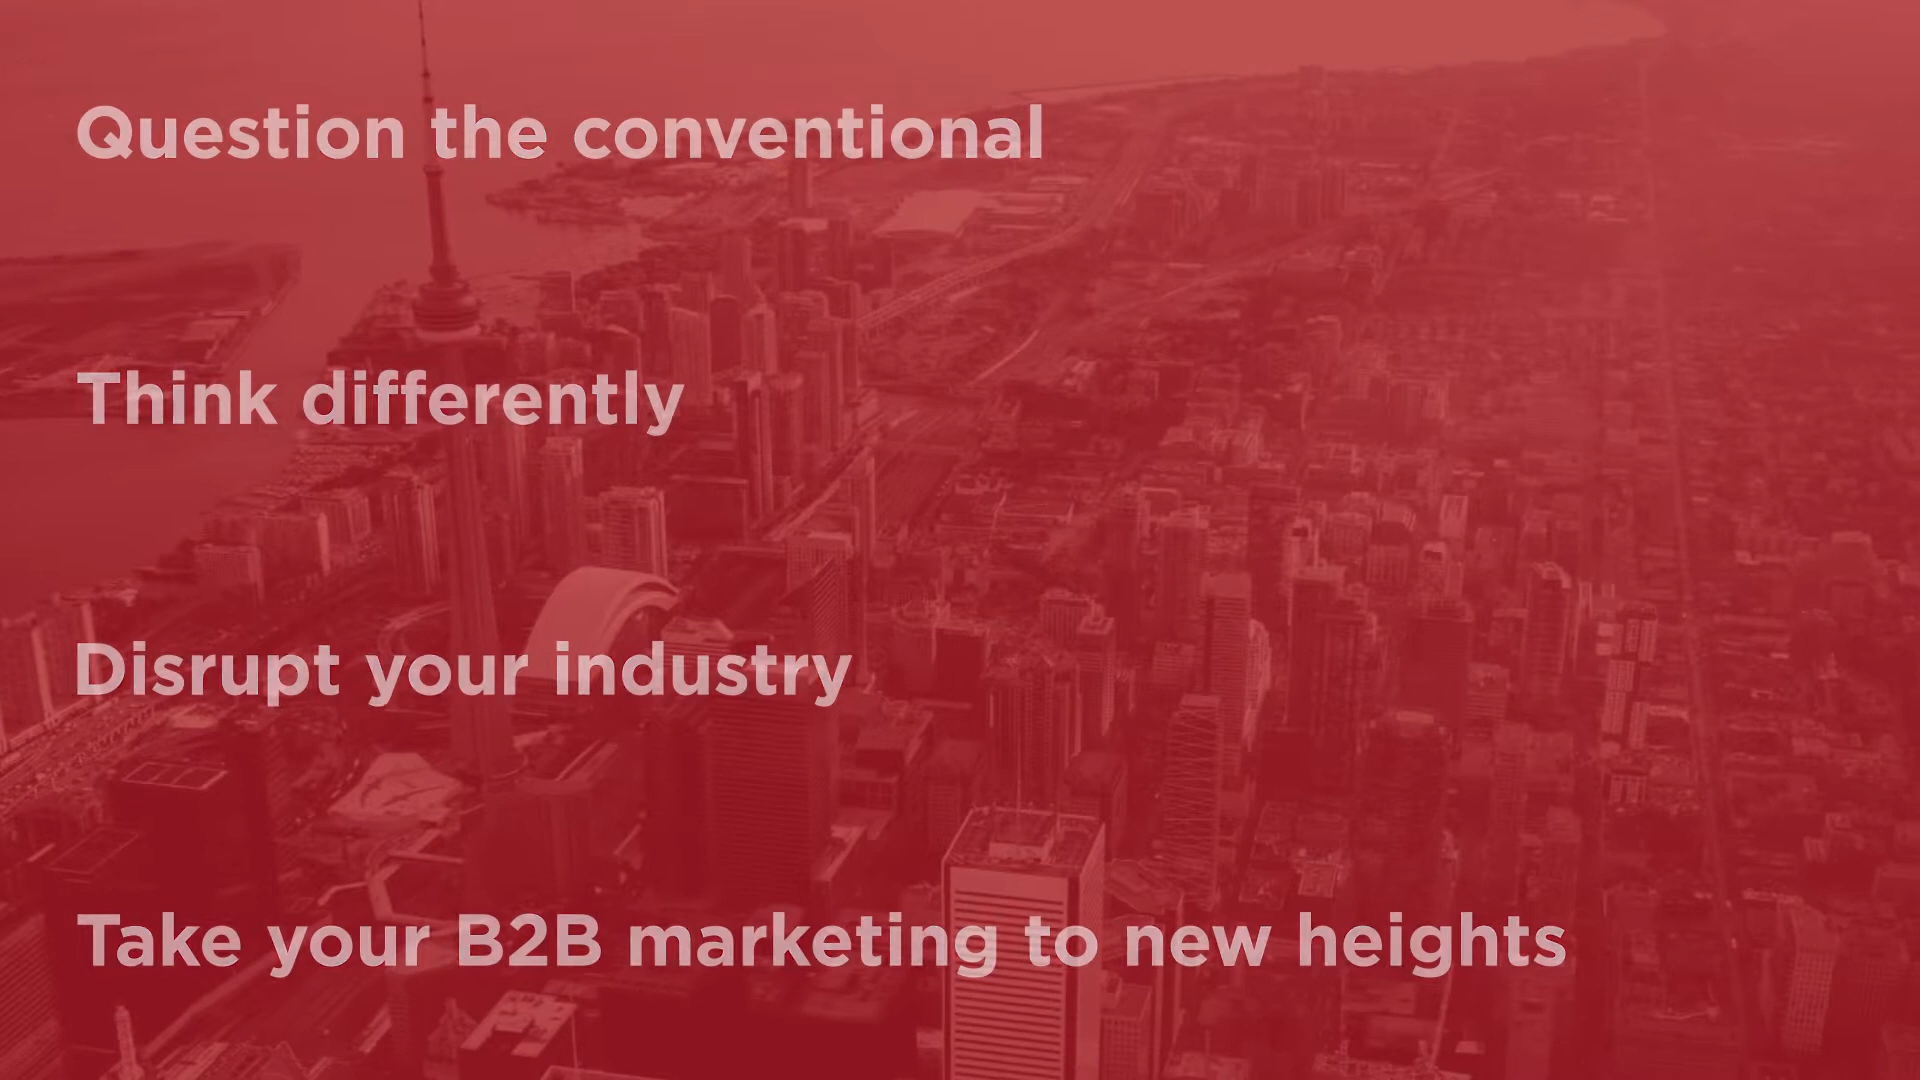 Question the conventional
Think differently
Disrupt your industry
Take your B2B marketing to new heights